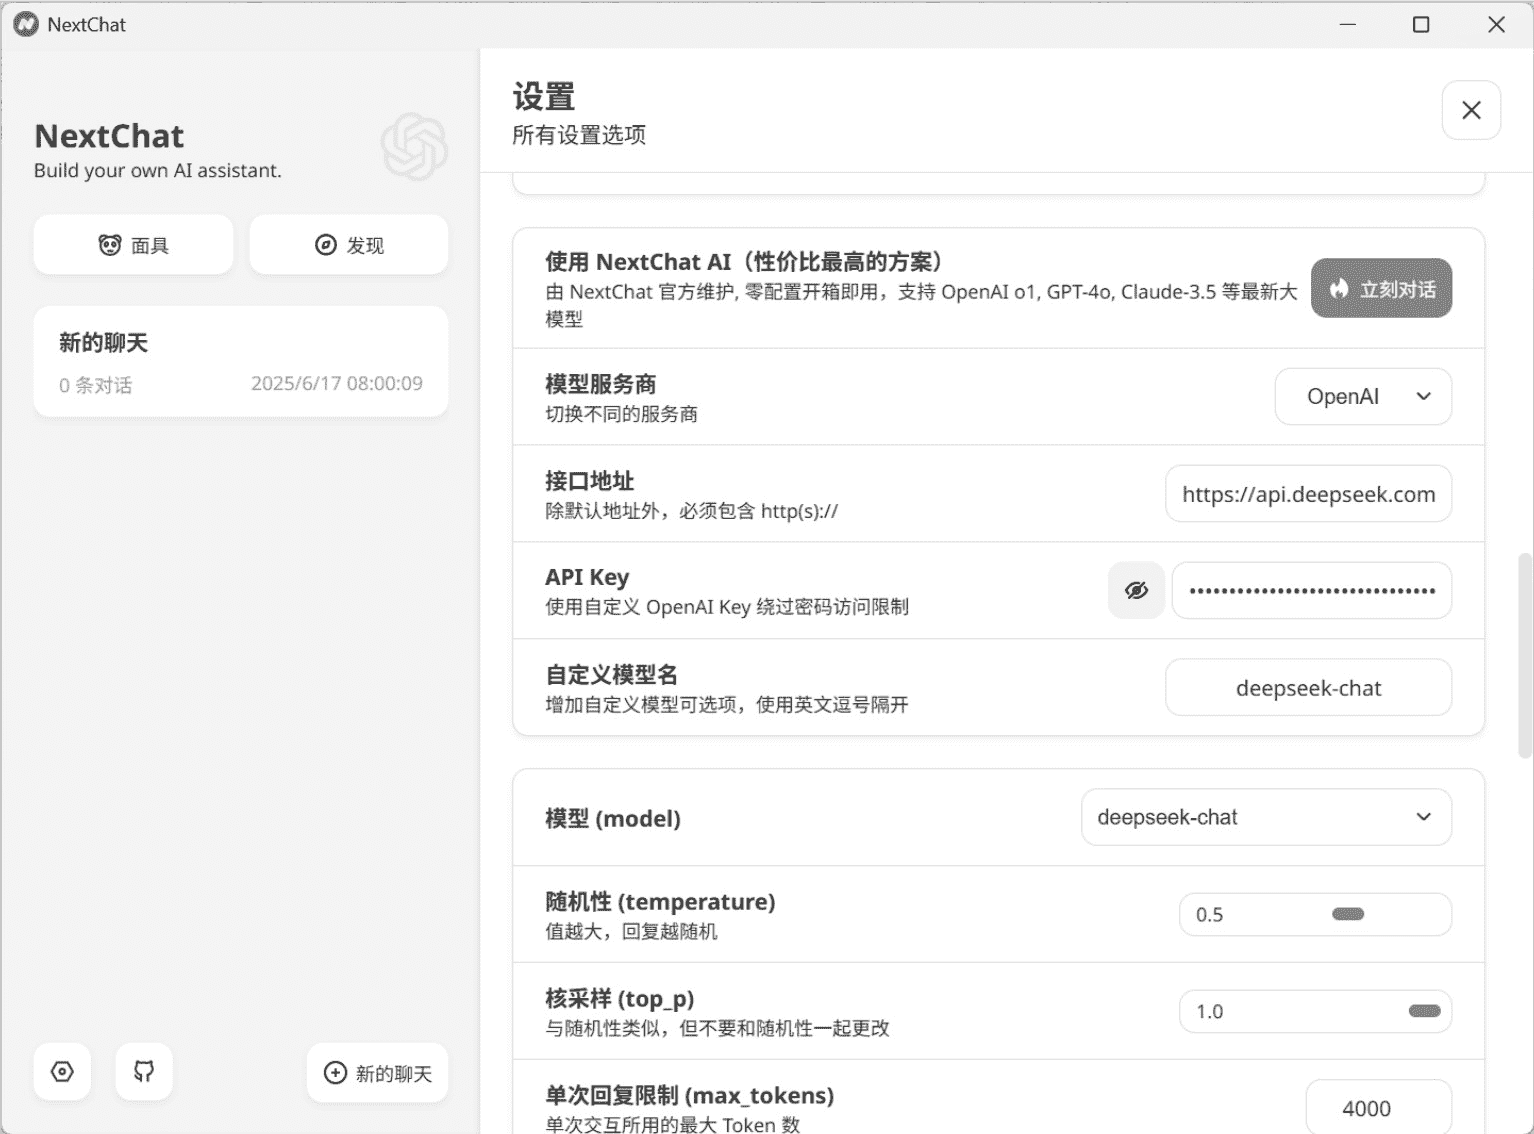 NextChat
NextChat
Build your own AI assistant.
面具
发现
新的聊天
0 条对话
2025/6/17 08:00:09
新的聊天
设置
所有设置选项
使用 NextChat AI（性价比最高的方案）
由 NextChat 官方维护, 零配置开箱即用，支持 OpenAI o1, GPT-4o, Claude-3.5 等最新大
模型
立刻对话
模型服务商
切换不同的服务商
OpenAI
接口地址
除默认地址外，必须包含 http(s)://
https://api.deepseek.com
API Key
使用自定义 OpenAI Key 绕过密码访问限制
••••••••••••••••••••••••••••••••
自定义模型名
增加自定义模型可选项，使用英文逗号隔开
deepseek-chat
模型 (model)
deepseek-chat
随机性 (temperature)
值越大，回复越随机
0.5
核采样 (top_p)
与随机性类似，但不要和随机性一起更改
1.0
单次回复限制 (max_tokens)
单次交互所用的最大 Token 数
4000